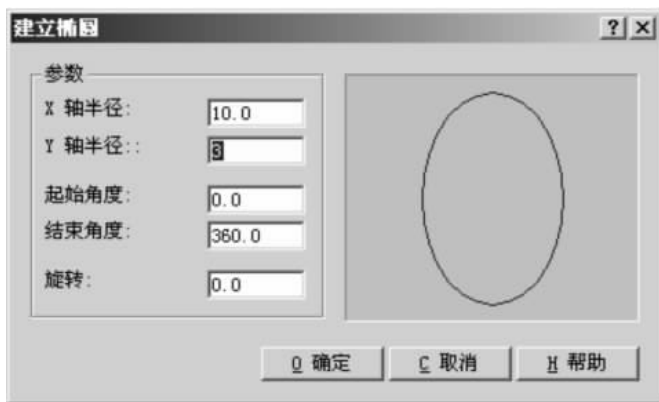 建立椭圆
参数
X 轴半径: 10.0
Y 轴半径:: 3
起始角度: 0.0
结束角度: 360.0
旋转: 0.0
O 确定 C 取消 H 帮助